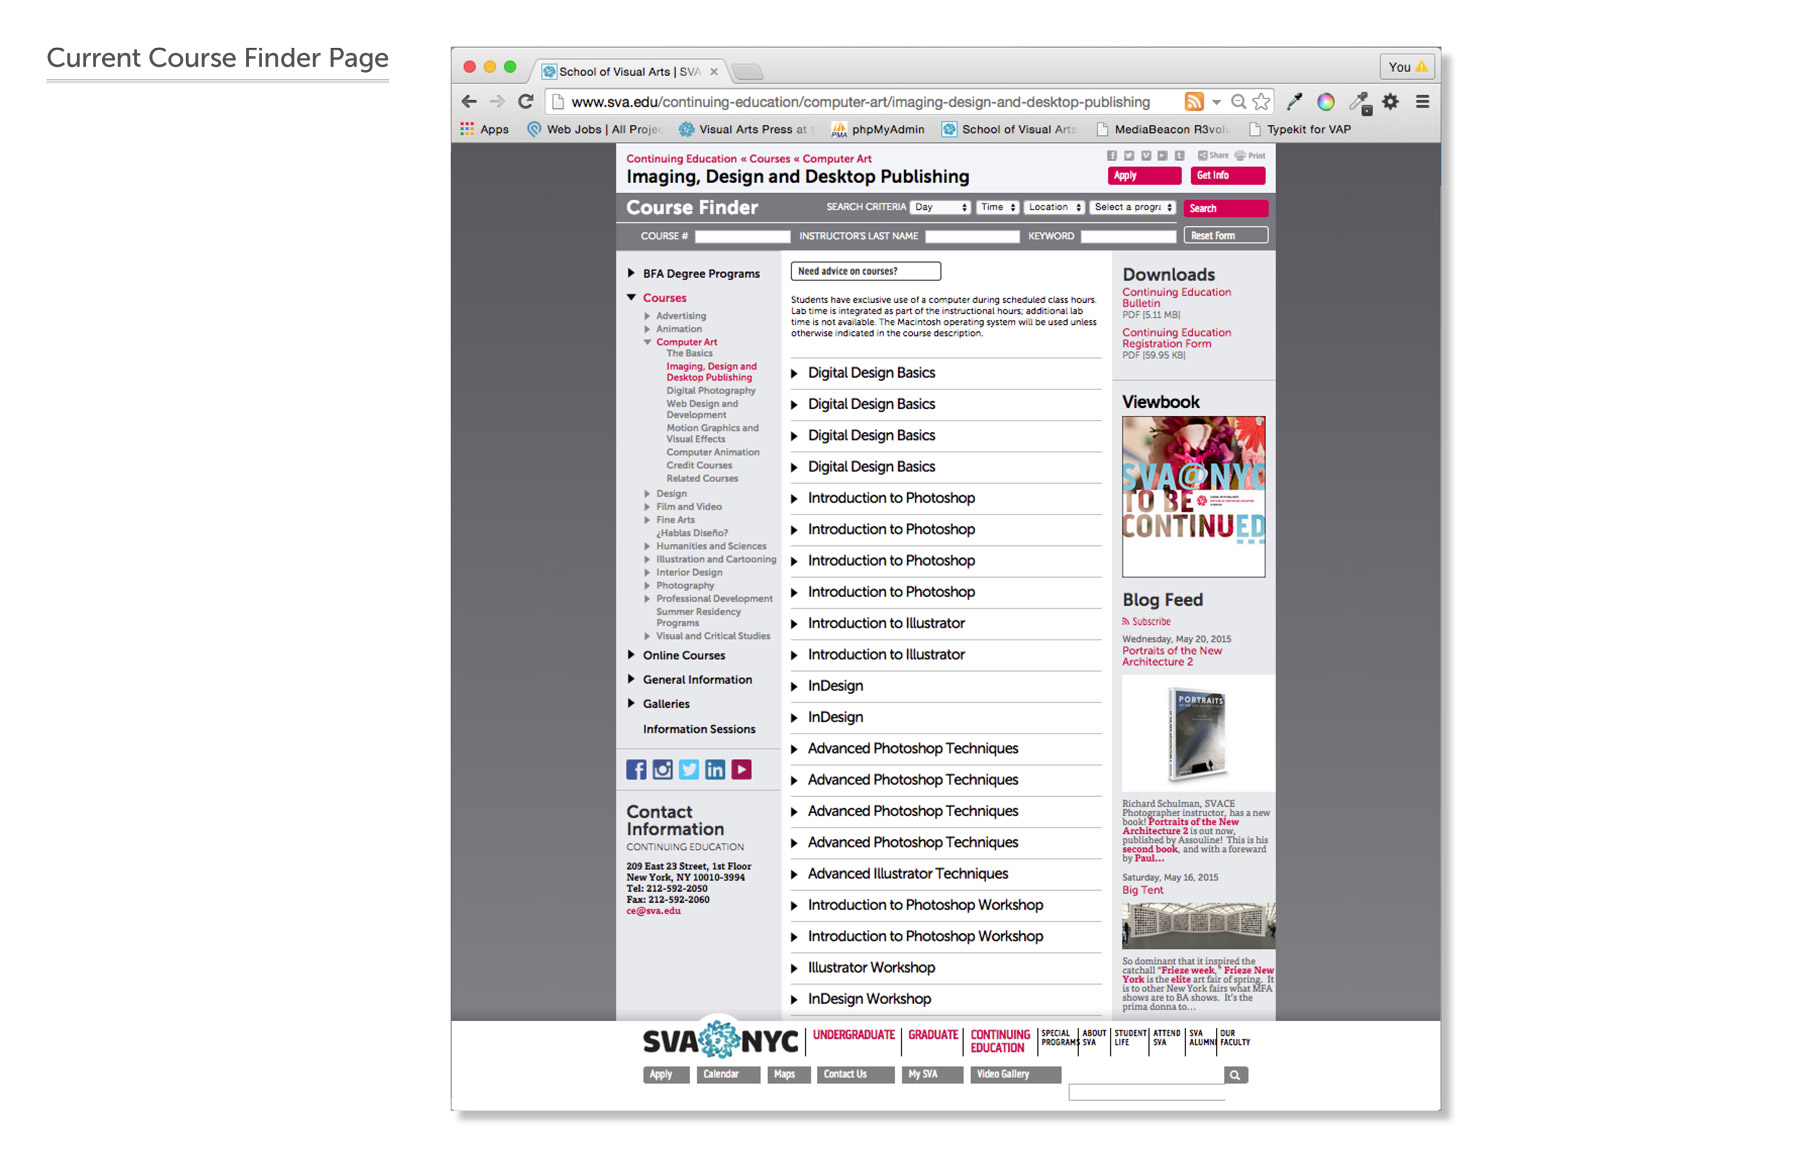 Current Course Finder Page
School of Visual Arts | SVA
You
www.sva.edu/continuing-education/computer-art/imaging-design-and-desktop-publishing
Apps
Web Jobs | All Projec
Visual Arts Press at t
phpMyAdmin
School of Visual Arts
MediaBeacon R3volu
Typekit for VAP
Continuing Education « Courses « Computer Art
Share
Print
Imaging, Design and Desktop Publishing
Apply
Get Info
Course Finder
SEARCH CRITERIA
Day
Time
Location
Select a progra
Search
COURSE #
INSTRUCTOR'S LAST NAME
KEYWORD
Reset Form
BFA Degree Programs
Courses
Advertising
Animation
Computer Art
The Basics
Imaging, Design and
Desktop Publishing
Digital Photography
Web Design and
Development
Motion Graphics and
Visual Effects
Computer Animation
Credit Courses
Related Courses
Design
Film and Video
Fine Arts
¿Hablas Diseño?
Humanities and Sciences
Illustration and Cartooning
Interior Design
Photography
Professional Development
Summer Residency
Programs
Visual and Critical Studies
Online Courses
General Information
Galleries
Information Sessions
Contact
Information
CONTINUING EDUCATION
209 East 23 Street, 1st Floor
New York, NY 10010-3994
Tel: 212-592-2050
Fax: 212-592-2060
ce@sva.edu
Need advice on courses?
Students have exclusive use of a computer during scheduled class hours.
Lab time is integrated as part of the instructional hours; additional lab
time is not available. The Macintosh operating system will be used unless
otherwise indicated in the course description.
Digital Design Basics
Digital Design Basics
Digital Design Basics
Digital Design Basics
Introduction to Photoshop
Introduction to Photoshop
Introduction to Photoshop
Introduction to Photoshop
Introduction to Illustrator
Introduction to Illustrator
InDesign
InDesign
Advanced Photoshop Techniques
Advanced Photoshop Techniques
Advanced Photoshop Techniques
Advanced Photoshop Techniques
Advanced Illustrator Techniques
Introduction to Photoshop Workshop
Introduction to Photoshop Workshop
Illustrator Workshop
InDesign Workshop
Downloads
Continuing Education
Bulletin
PDF [5.11 MB]
Continuing Education
Registration Form
PDF [59.95 KB]
Viewbook
SVA@NYC
TO BE
CONTINUED
Blog Feed
Subscribe
Wednesday, May 20, 2015
Portraits of the New
Architecture 2
PORTRAITS
Richard Schulman, SVACE
Photographer instructor, has a new
book! Portraits of the New
Architecture 2 is out now,
published by Assouline! This is his
second book, and with a foreward
by Paul...
Saturday, May 16, 2015
Big Tent
So dominant that it inspired the
catchall "Frieze week," Frieze New
York is the elite art fair of spring. It
is to other New York fairs what MFA
shows are to BA shows. It's the
prima donna to...
SVA NYC
UNDERGRADUATE
GRADUATE
CONTINUING
EDUCATION
SPECIAL
PROGRAMS
ABOUT
SVA
STUDENT
LIFE
ATTEND
SVA
SVA
ALUMNI
OUR
FACULTY
Apply
Calendar
Maps
Contact Us
My SVA
Video Gallery